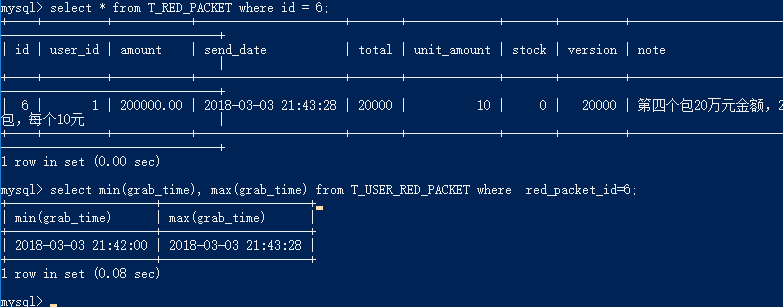 mysql> select * from T_RED_PACKET where id = 6;
| id | user_id | amount | send_date | total | unit_amount | stock | version | note
|
| 6 | 1 | 200000.00 | 2018-03-03 21:43:28 | 20000 | 10 | 0 | 20000 | 第四个包20万元金额，2
包，每个10元 |
1 row in set (0.00 sec)
mysql> select min(grab_time), max(grab_time) from T_USER_RED_PACKET where  red_packet_id=6;
| min(grab_time) | max(grab_time) |
| 2018-03-03 21:42:00 | 2018-03-03 21:43:28 |
1 row in set (0.08 sec)
mysql>